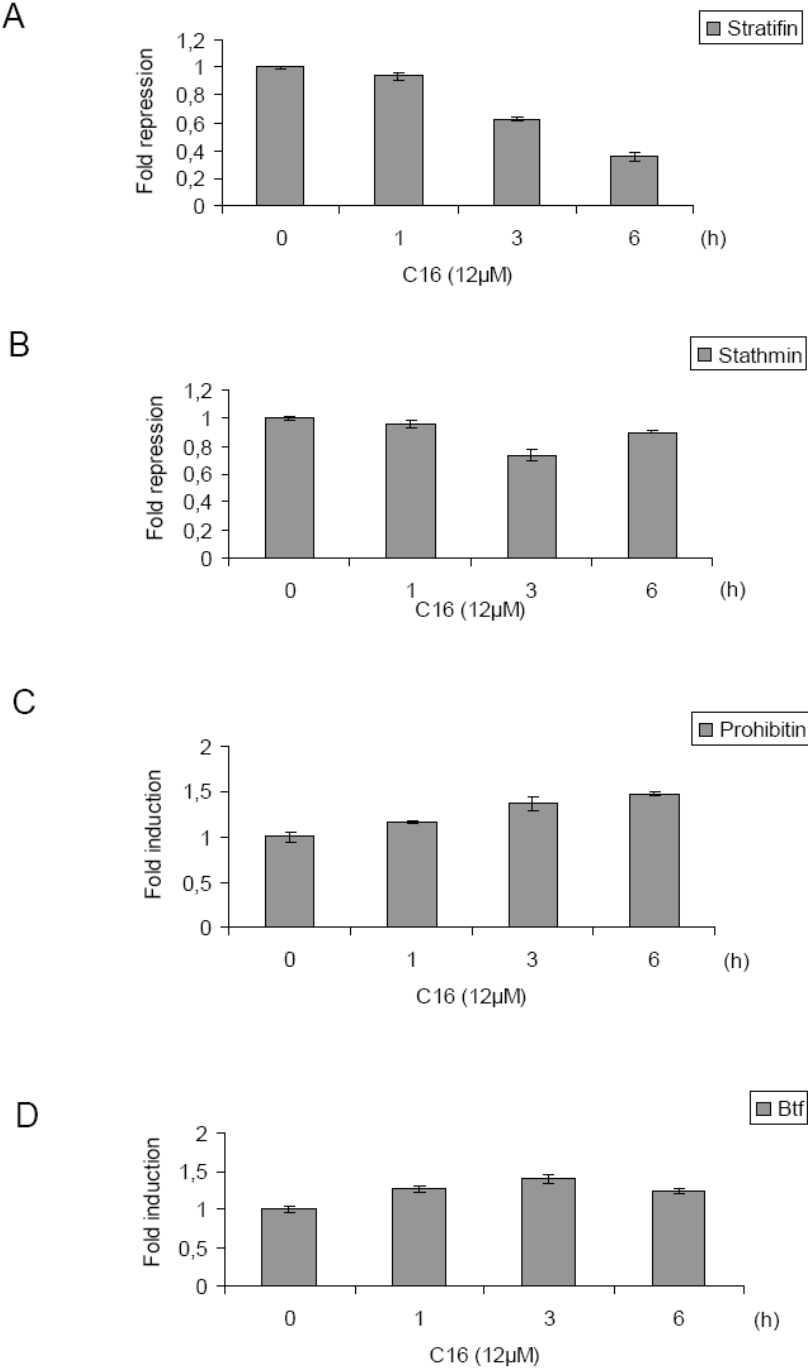 A
Stratifin
Fold repression
1,2
1
0,8
0,6
0,4
0,2
0
0 1 3 6 (h)
C16 (12µM)
B
Stathmin
Fold repression
1,2
1
0,8
0,6
0,4
0,2
0
0 1 3 6 (h)
C16 (12µM)
C
Prohibitin
Fold induction
2
1,5
1
0,5
0
0 1 3 6 (h)
C16 (12µM)
D
Btf
Fold induction
2
1,5
1
0,5
0
0 1 3 6 (h)
C16 (12µM)